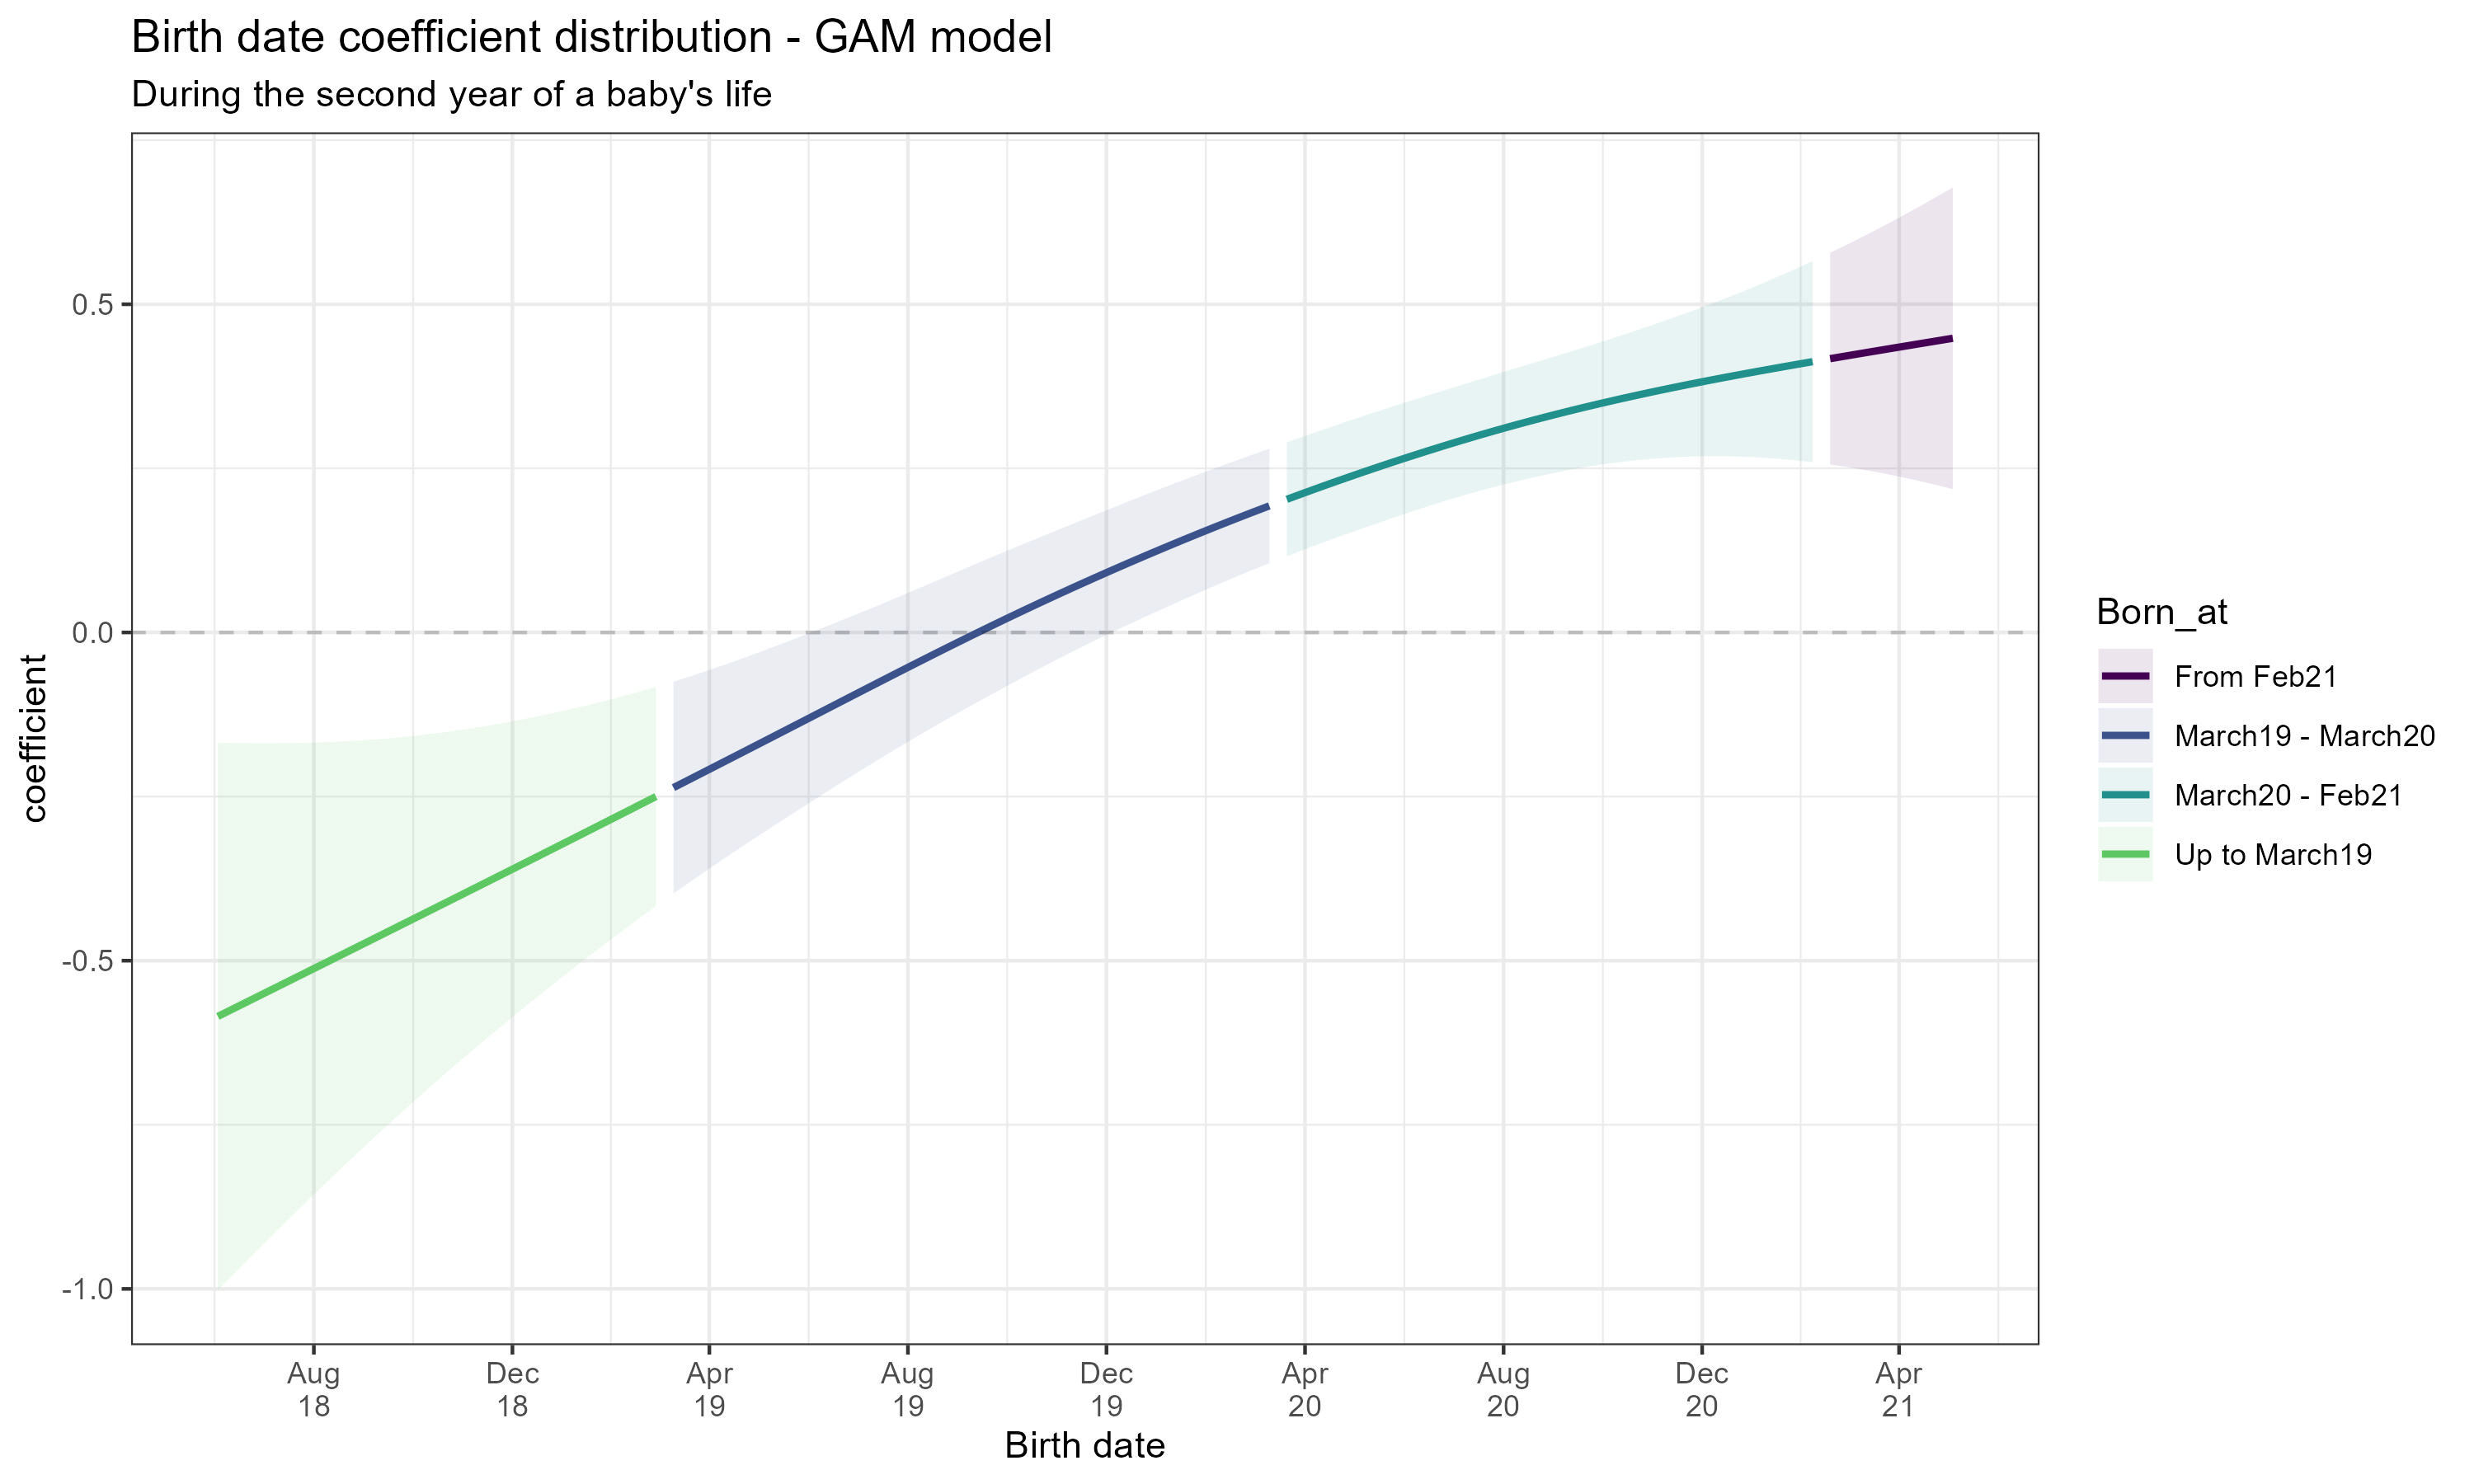 Birth date coefficient distribution - GAM model
During the second year of a baby's life
coefficient
0.5
0.0
-0.5
-1.0
Aug
18
Dec
18
Apr
19
Aug
19
Dec
19
Apr
20
Aug
20
Dec
20
Apr
21
Birth date
Born_at
From Feb21
March19 - March20
March20 - Feb21
Up to March19